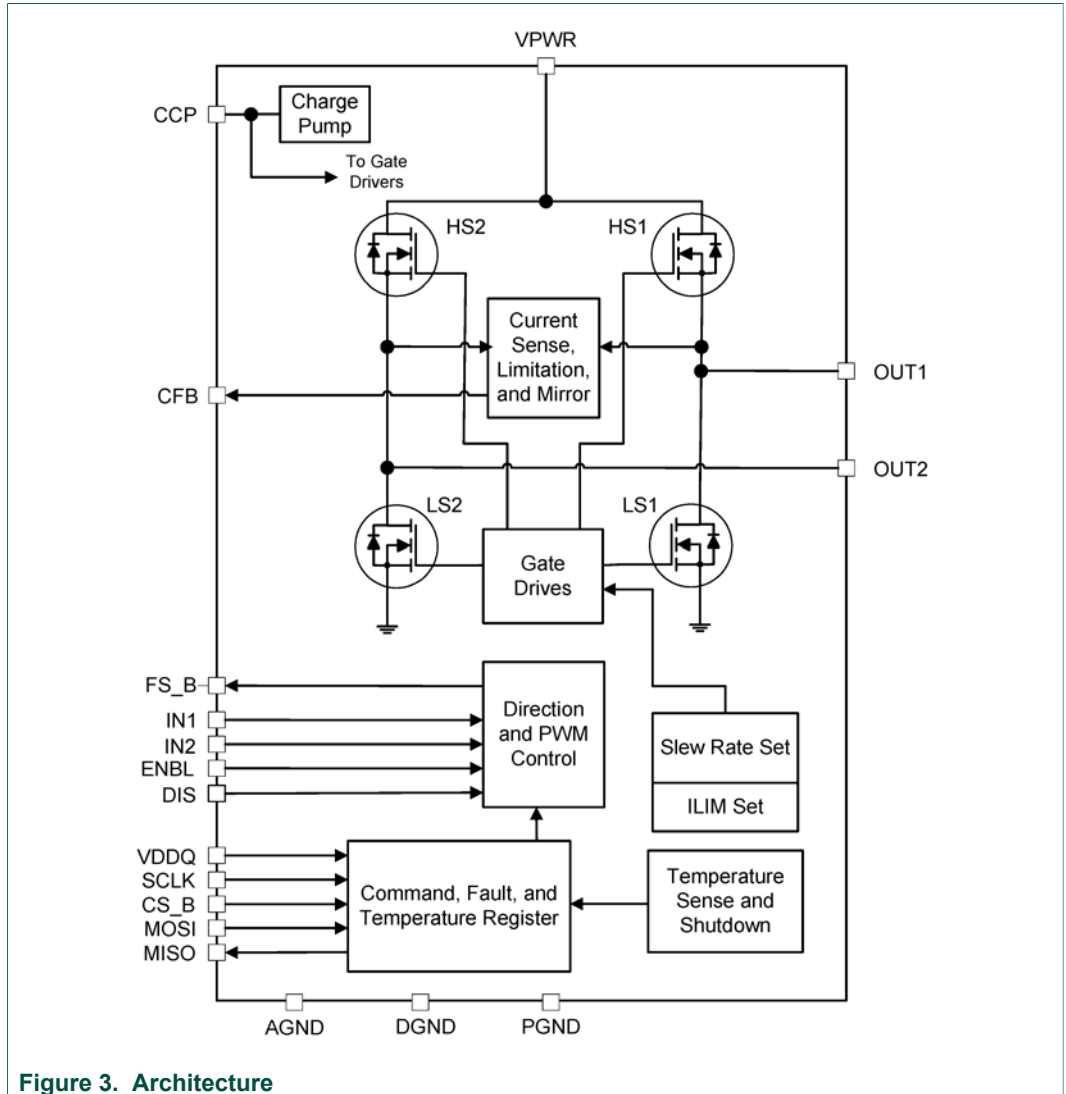 VPWR
CCP
Charge
Pump
To Gate
Drivers
HS2
HS1
Current
Sense,
Limitation,
and Mirror
OUT1
CFB
OUT2
LS2
LS1
Gate
Drives
FS_B
IN1
IN2
ENBL
DIS
Direction
and PWM
Control
Slew Rate Set
ILIM Set
VDDQ
SCLK
CS_B
MOSI
MISO
Command, Fault, and
Temperature Register
Temperature
Sense and
Shutdown
AGND
DGND
PGND
Figure 3. Architecture